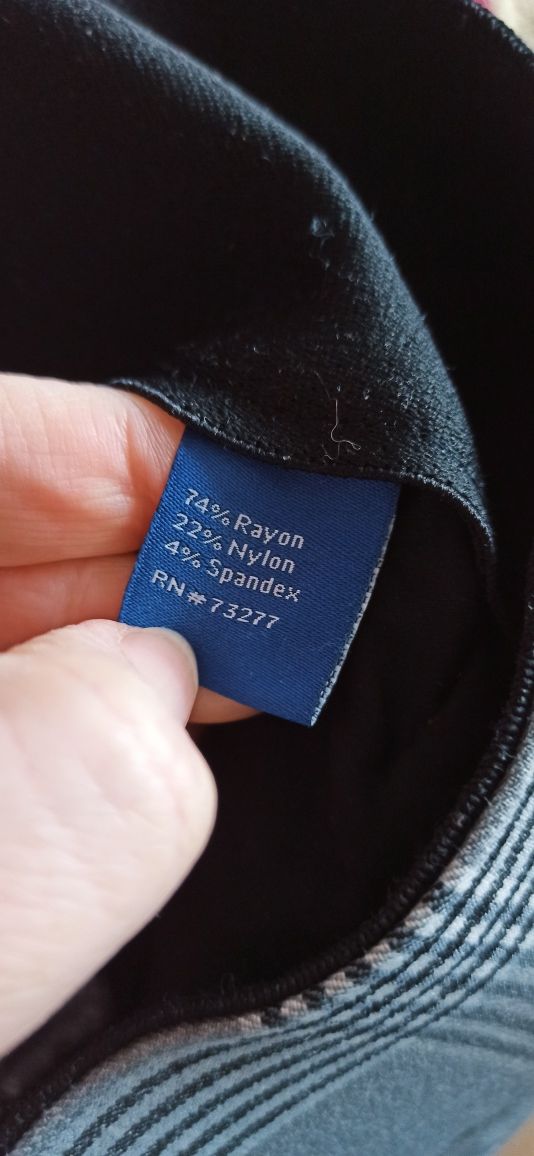 74% Rayon
22% Nylon
4% Spandex
RN#73277